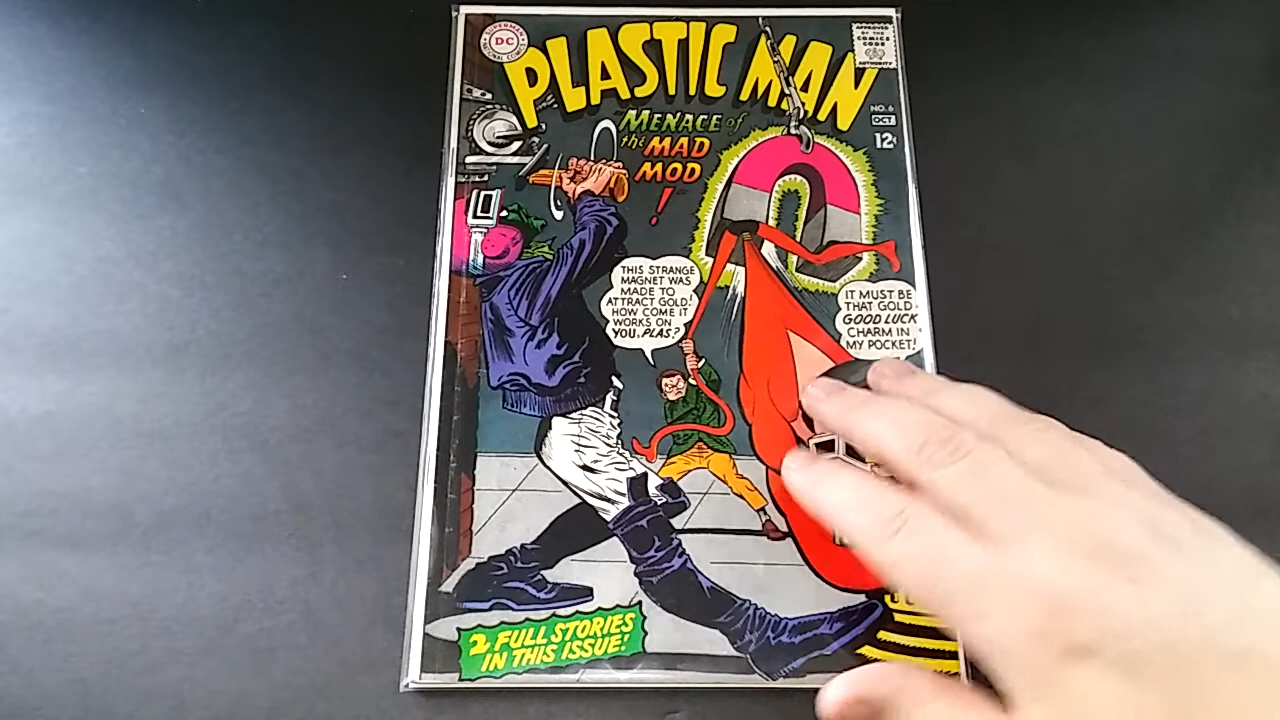 SUPERMAN
DC
NATIONAL COMICS
PLASTIC MAN
APPROVED
BY THE
COMICS
CODE
AUTHORITY
NO. 6
OCT.
12¢
"MENACE of
the MAD
MOD
!"
THIS STRANGE
MAGNET WAS
MADE TO
ATTRACT GOLD!
HOW COME IT
WORKS ON
YOU, PLAS?
IT MUST BE
THAT GOLD
GOOD LUCK
CHARM IN
MY POCKET!
2 FULL STORIES
IN THIS ISSUE!